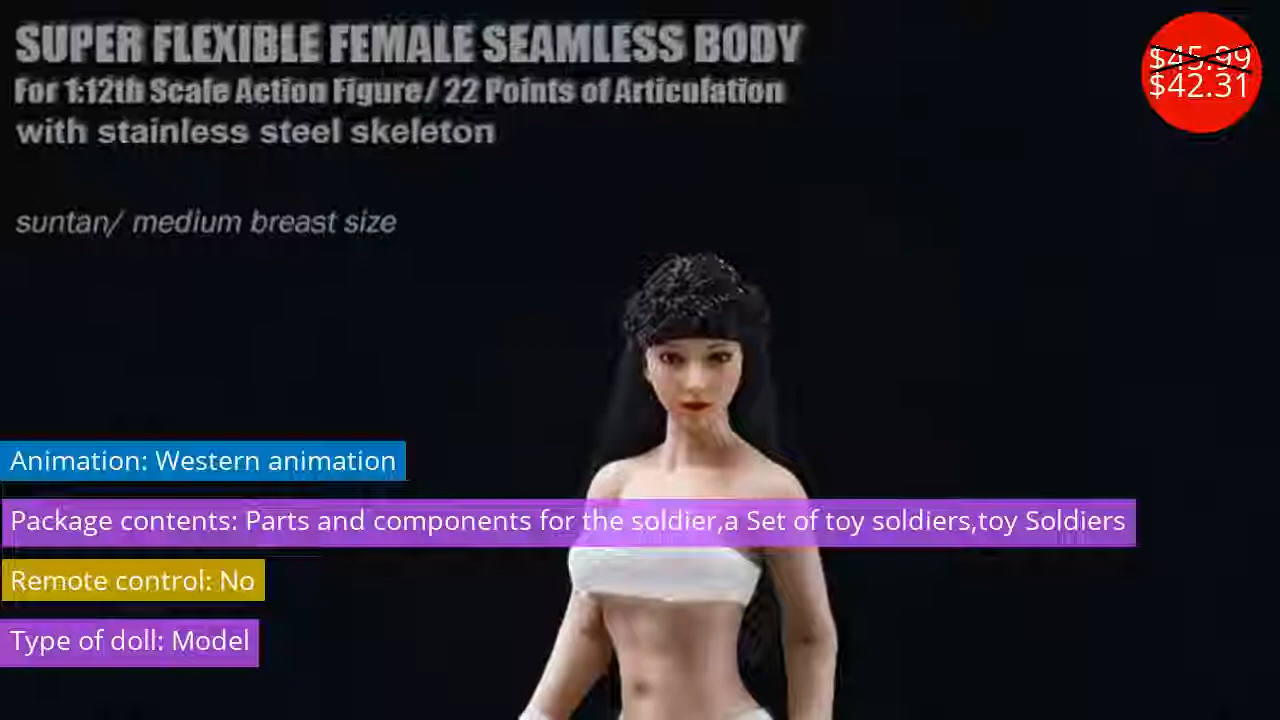 SUPER FLEXIBLE FEMALE SEAMLESS BODY
For 1:12th Scale Action Figure/ 22 Points of Articulation
with stainless steel skeleton
suntan/ medium breast size
$45.99
$42.31
Animation: Western animation
Package contents: Parts and components for the soldier,a Set of toy soldiers,toy Soldiers
Remote control: No
Type of doll: Model